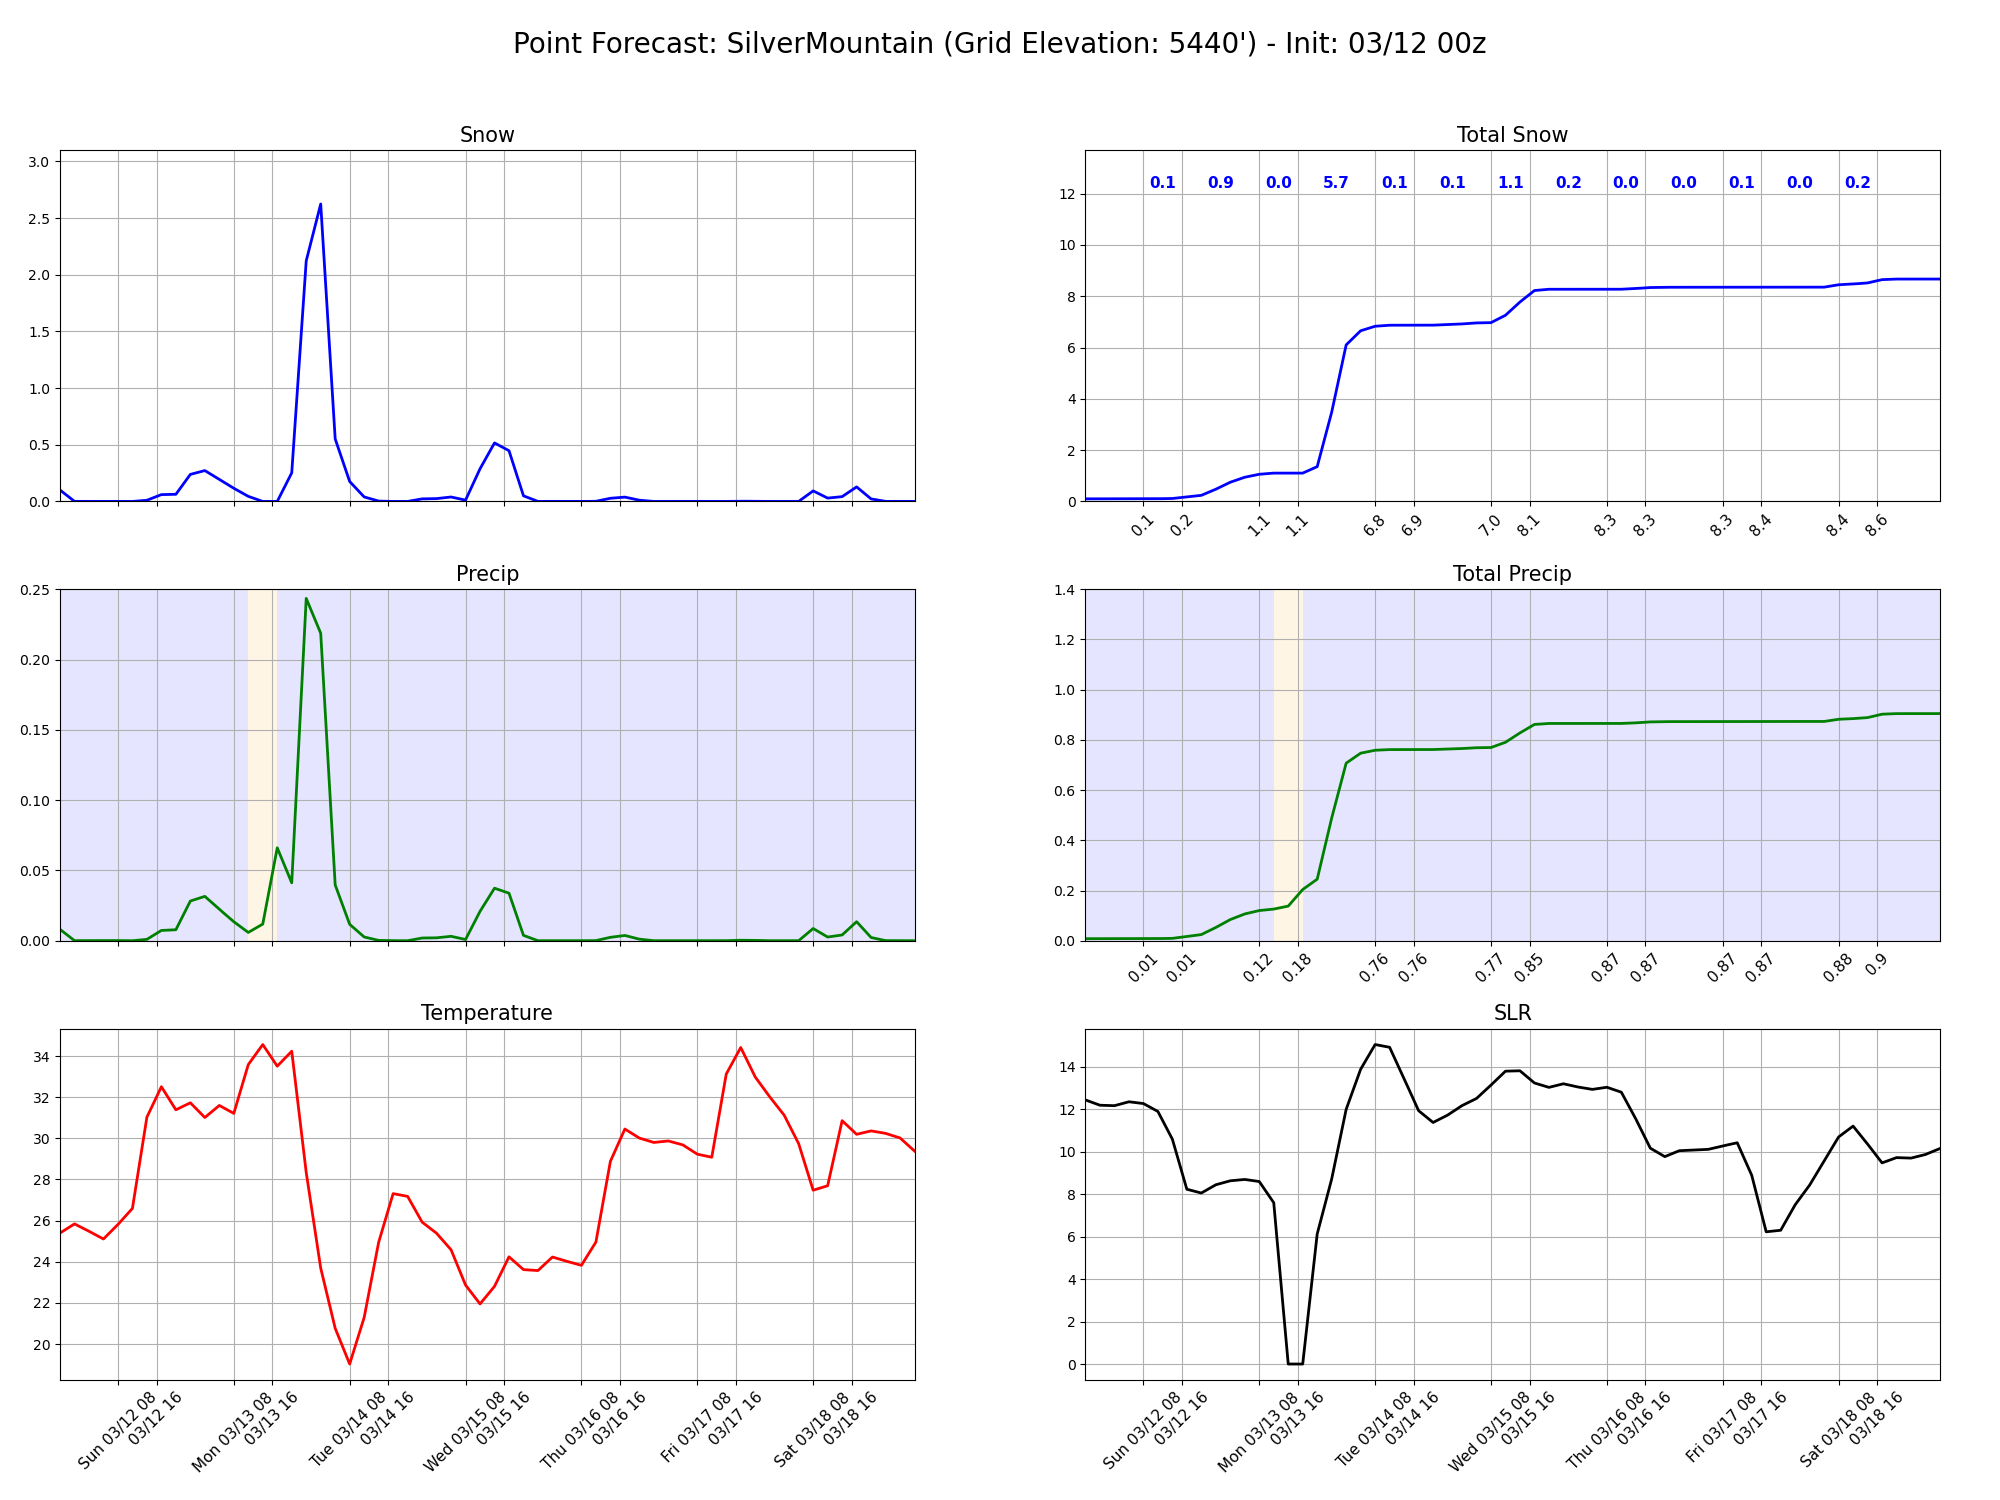 Point Forecast: SilverMountain (Grid Elevation: 5440') - Init: 03/12 00z
Snow
3.0
2.5
2.0
1.5
1.0
0.5
0.0
Total Snow
0.1 0.9 0.0 5.7 0.1 0.1 1.1 0.2 0.0 0.0 0.1 0.0 0.2
12
10
8
6
4
2
0
0.1 0.2 1.1 1.1 6.8 6.9 7.0 8.1 8.3 8.3 8.3 8.4 8.4 8.6
Precip
0.25
0.20
0.15
0.10
0.05
0.00
Total Precip
1.4
1.2
1.0
0.8
0.6
0.4
0.2
0.0
0.01 0.01 0.12 0.18 0.76 0.76 0.77 0.85 0.87 0.87 0.87 0.87 0.88 0.9
Temperature
34
32
30
28
26
24
22
20
Sun 03/12 08
03/12 16
Mon 03/13 08
03/13 16
Tue 03/14 08
03/14 16
Wed 03/15 08
03/15 16
Thu 03/16 08
03/16 16
Fri 03/17 08
03/17 16
Sat 03/18 08
03/18 16
SLR
14
12
10
8
6
4
2
0
Sun 03/12 08
03/12 16
Mon 03/13 08
03/13 16
Tue 03/14 08
03/14 16
Wed 03/15 08
03/15 16
Thu 03/16 08
03/16 16
Fri 03/17 08
03/17 16
Sat 03/18 08
03/18 16